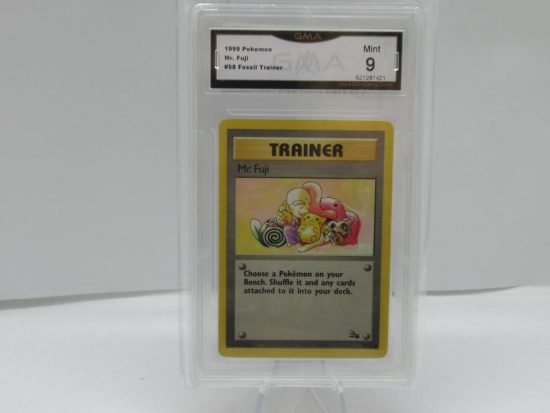 GMA
1999 Pokemon
Mr. Fuji
#58 Fossil Trainer
Mint
9
GMA
TRAINER
Mr. Fuji
Choose a Pokémon on your
Bench. Shuffle it and any cards
attached to it into your deck.